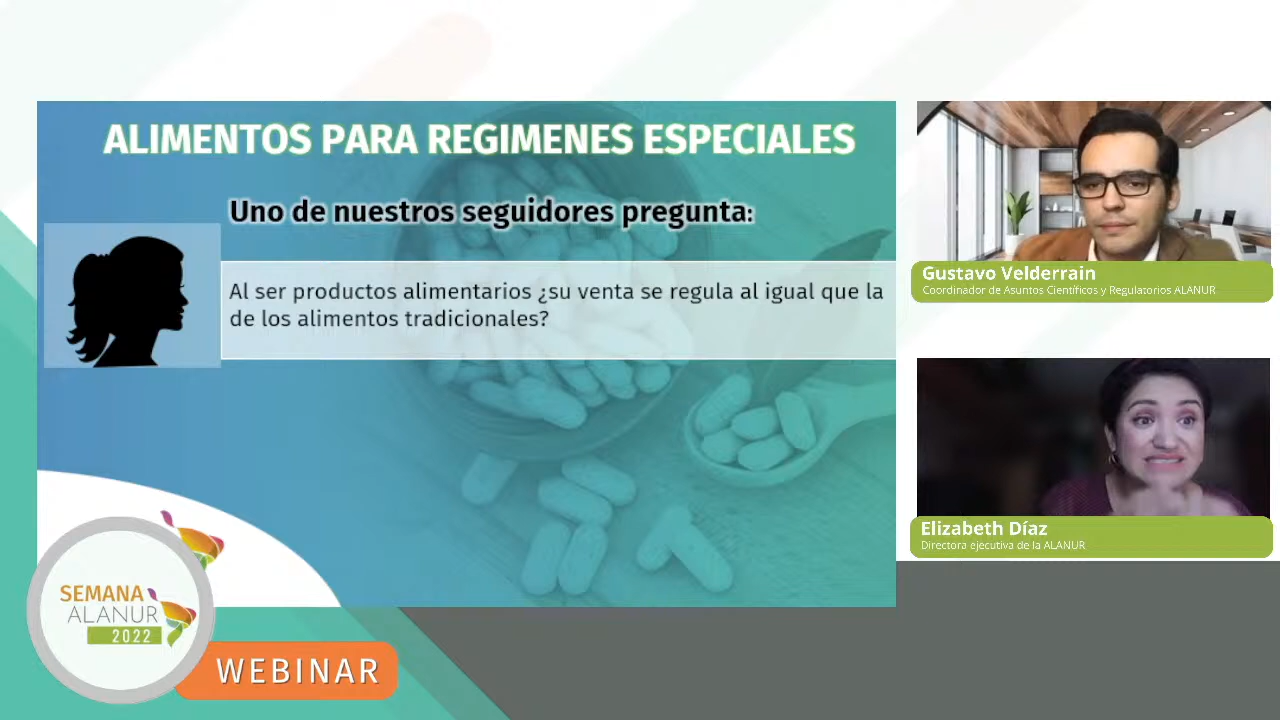 ALIMENTOS PARA REGIMENES ESPECIALES
Uno de nuestros seguidores pregunta:
Al ser productos alimentarios ¿su venta se regula al igual que la
de los alimentos tradicionales?
Gustavo Velderrain
Coordinador de Asuntos Científicos y Regulatorios ALANUR
Elizabeth Díaz
Directora ejecutiva de la ALANUR
SEMANA
ALANUR
2022
WEBINAR